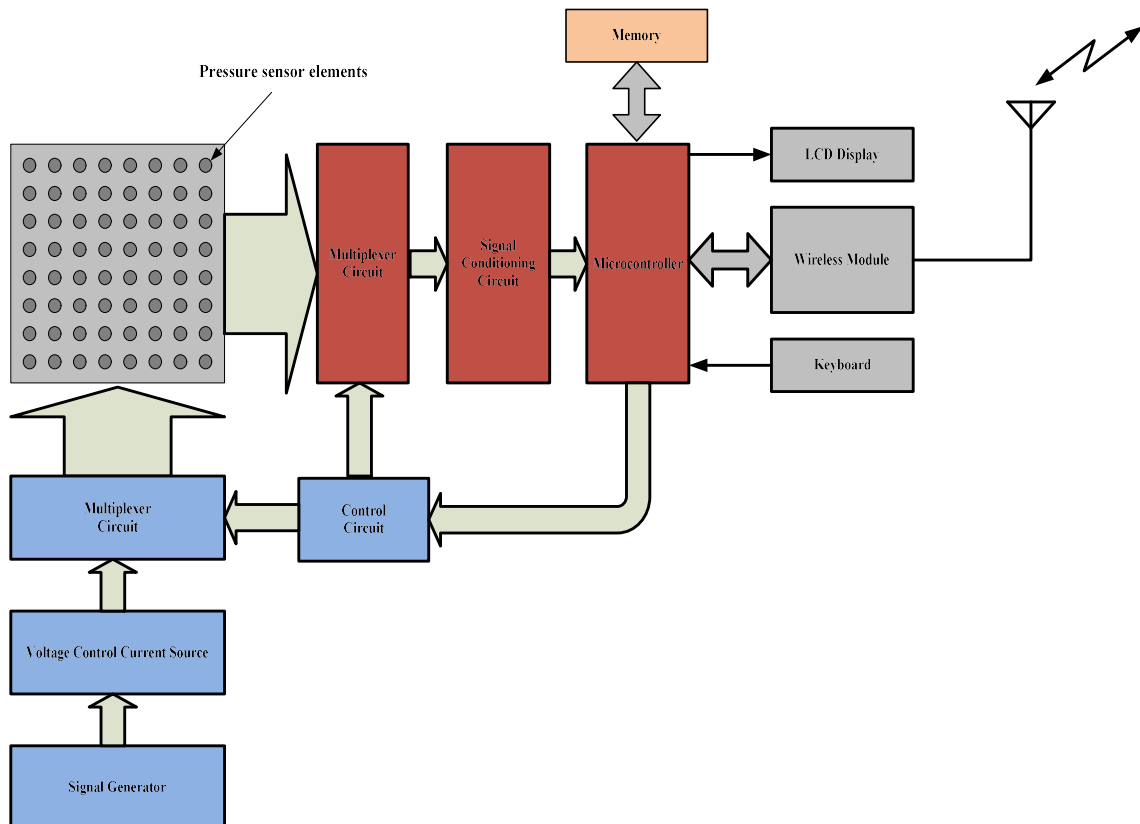 Memory
Pressure sensor elements
LCD Display
Multiplexer
Circuit
Signal
Conditioning
Circuit
Microcontroller
Wireless Module
Keyboard
Multiplexer
Circuit
Control
Circuit
Voltage Control Current Source
Signal Generator